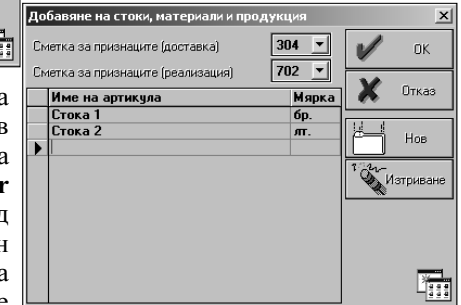 Добавяне на стоки, материали и продукция
Сметка за признаците (доставка) 304
Сметка за признаците (реализация) 702
Име на артикула Мярка
Стока 1 бр.
Стока 2 лт.
OK
Отказ
Нов
Изтриване
а
в
а
r
д
н
а
е